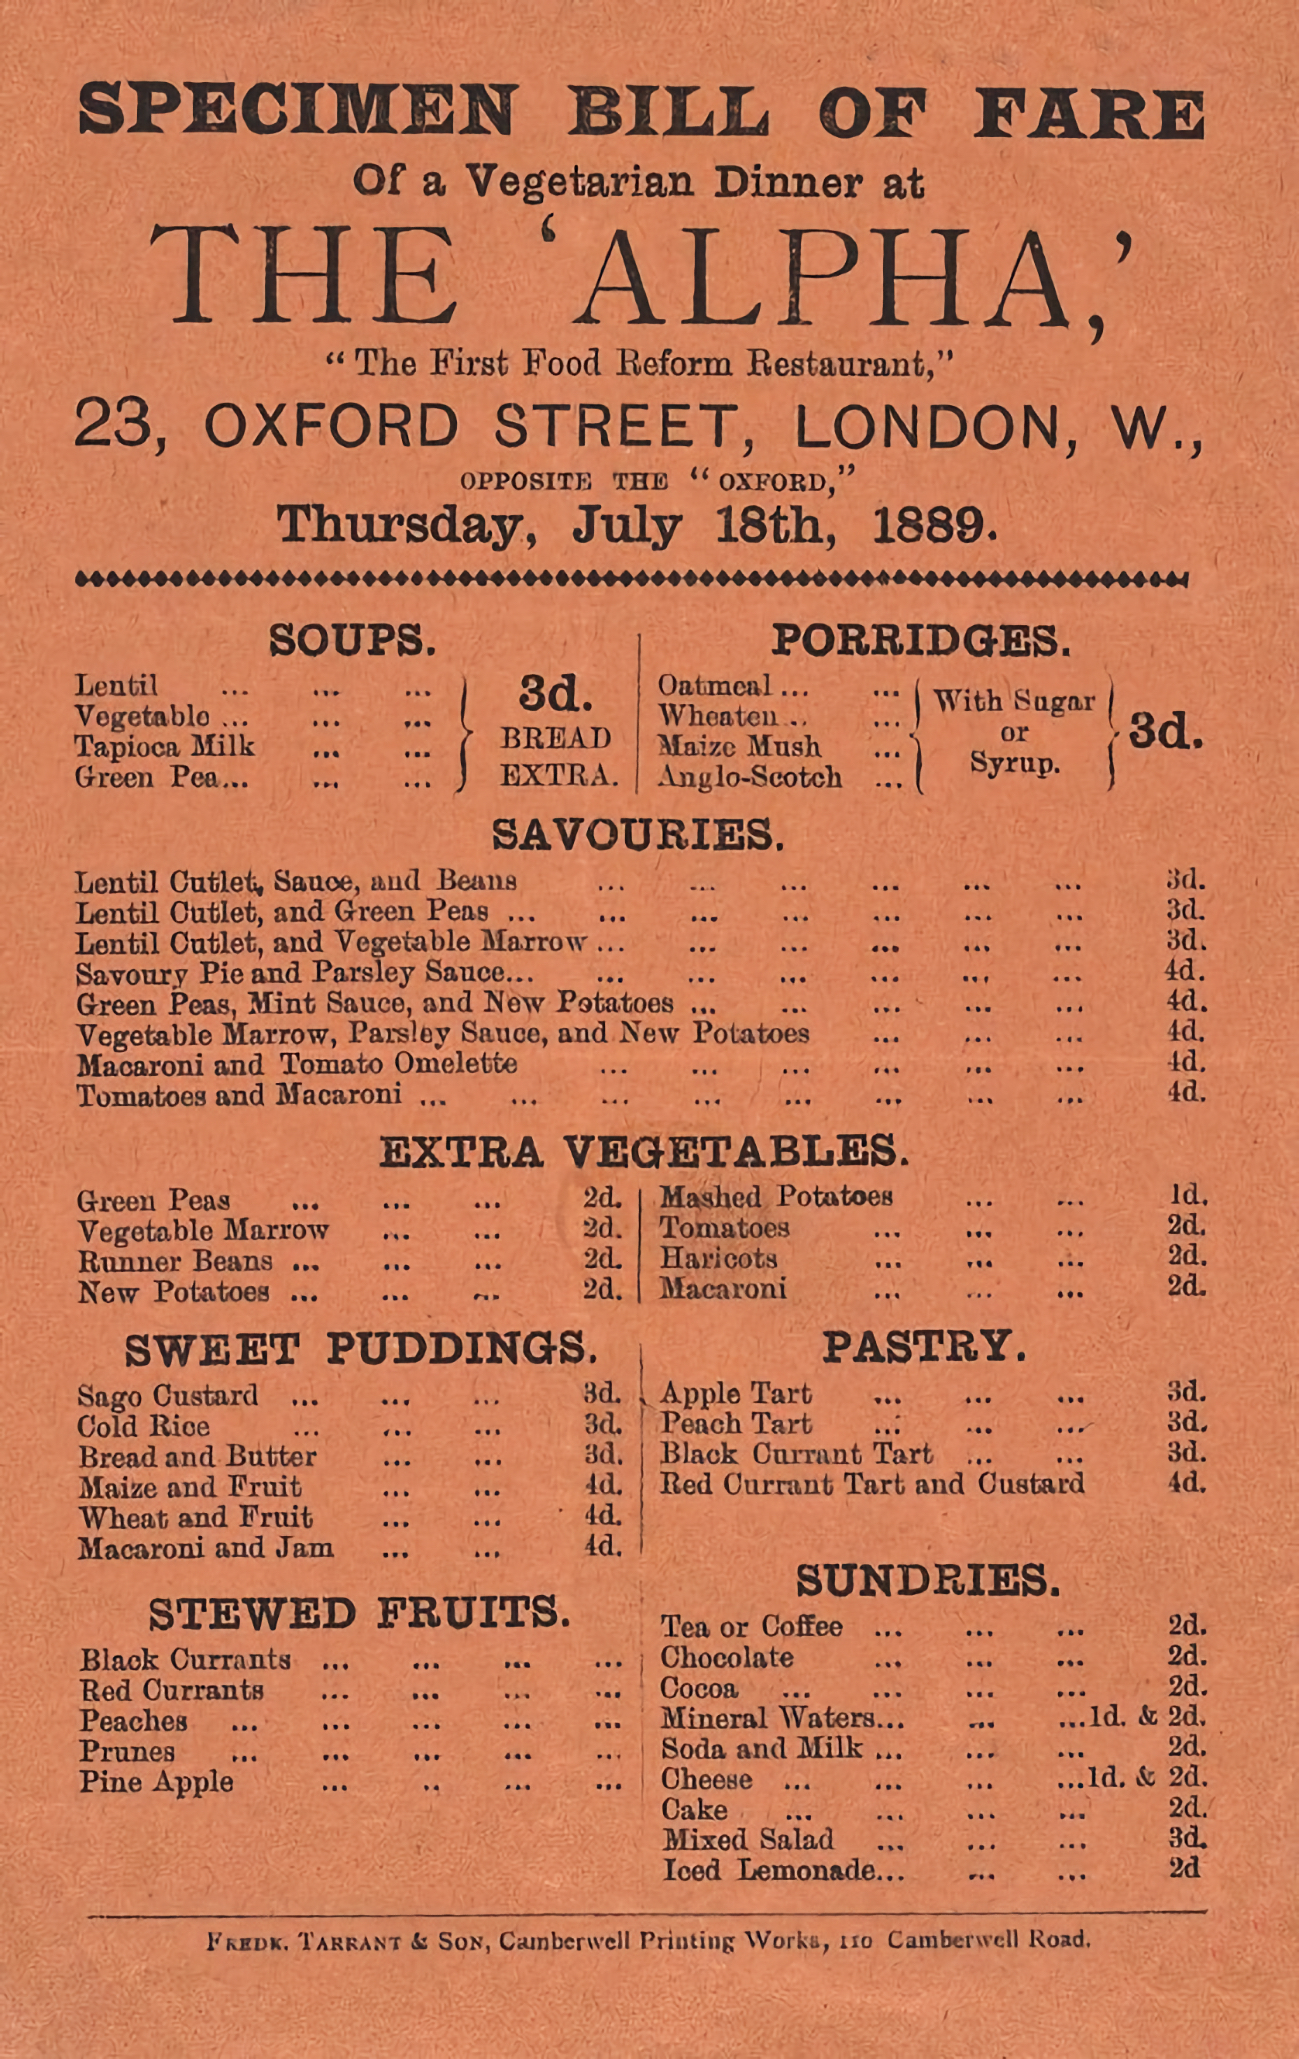 SPECIMEN BILL OF FARE
Of a Vegetarian Dinner at
THE 'ALPHA,'
"The First Food Reform Restaurant,"
23, OXFORD STREET, LONDON, W.,
OPPOSITE THE "OXFORD,"
Thursday, July 18th, 1889.
SOUPS.
Lentil ... ... ...
Vegetable ... ... ...
Tapioca Milk ... ...
Green Pea... ... ...
3d.
BREAD
EXTRA.
PORRIDGES.
Oatmeal ... ...
Wheaten .. ...
Maize Mush ...
Anglo-Scotch ...
With Sugar
or
Syrup.
3d.
SAVOURIES.
Lentil Cutlet, Sauce, and Beans ... ... ... ... ... ... 3d.
Lentil Cutlet, and Green Peas ... ... ... ... ... ... ... 3d.
Lentil Cutlet, and Vegetable Marrow ... ... ... ... ... ... 3d.
Savoury Pie and Parsley Sauce... ... ... ... ... ... ... 4d.
Green Peas, Mint Sauce, and New Potatoes ... ... ... ... ... 4d.
Vegetable Marrow, Parsley Sauce, and New Potatoes ... ... ... 4d.
Macaroni and Tomato Omelette ... ... ... ... ... ... 4d.
Tomatoes and Macaroni ... ... ... ... ... ... ... ... 4d.
EXTRA VEGETABLES.
Green Peas ... ... ... 2d.
Vegetable Marrow ... ... 2d.
Runner Beans ... ... ... 2d.
New Potatoes ... ... ... 2d.
Mashed Potatoes ... ... 1d.
Tomatoes ... ... ... 2d.
Haricots ... ... ... 2d.
Macaroni ... ... ... 2d.
SWEET PUDDINGS.
Sago Custard ... ... ... 3d.
Cold Rice ... ... ... 3d.
Bread and Butter ... ... 3d.
Maize and Fruit ... ... 4d.
Wheat and Fruit ... ... 4d.
Macaroni and Jam ... ... 4d.
STEWED FRUITS.
Black Currants ... ... ... ...
Red Currants ... ... ... ...
Peaches ... ... ... ... ...
Prunes ... ... ... ... ...
Pine Apple ... .. ... ...
PASTRY.
Apple Tart ... ... ... 3d.
Peach Tart ... ... ... 3d.
Black Currant Tart ... ... 3d.
Red Currant Tart and Custard 4d.
SUNDRIES.
Tea or Coffee ... ... ... 2d.
Chocolate ... ... ... 2d.
Cocoa ... ... ... ... 2d.
Mineral Waters... ... ...1d. & 2d.
Soda and Milk ... ... ... 2d.
Cheese ... ... ... ...1d. & 2d.
Cake ... ... ... ... 2d.
Mixed Salad ... ... ... 3d.
Iced Lemonade... ... ... 2d
FREDK. TARRANT & SON, Camberwell Printing Works, 110 Camberwell Road.